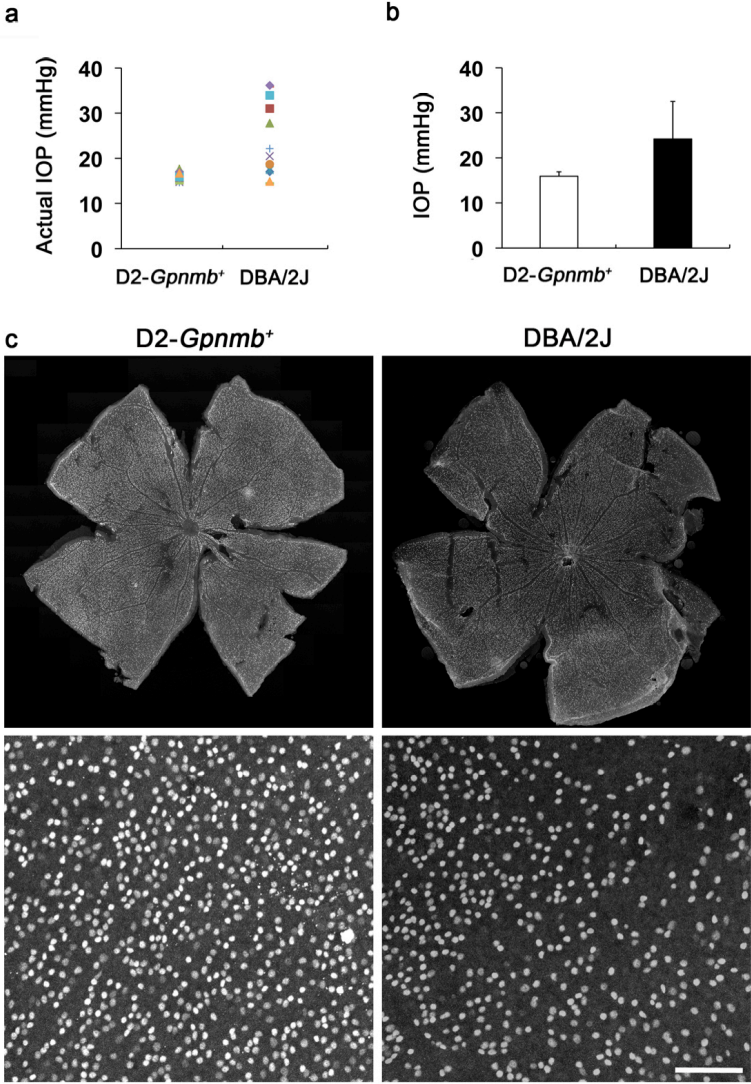 a
b
Actual IOP (mmHg)
40
30
20
10
0
D2-Gpnmb+ DBA/2J
IOP (mmHg)
40
30
20
10
0
D2-Gpnmb+ DBA/2J
c
D2-Gpnmb+
DBA/2J